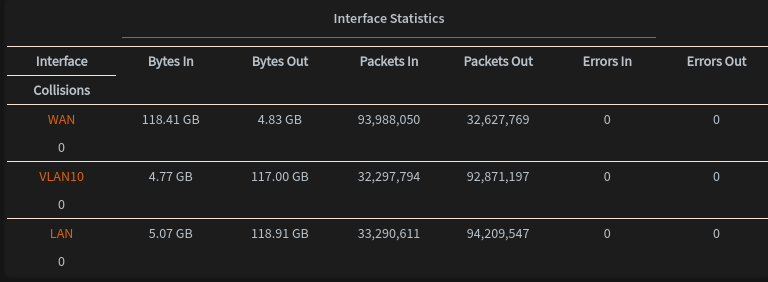 Interface Statistics
Interface Bytes In Bytes Out Packets In Packets Out Errors In Errors Out
Collisions
WAN 118.41 GB 4.83 GB 93,988,050 32,627,769 0 0
0
VLAN10 4.77 GB 117.00 GB 32,297,794 92,871,197 0 0
0
LAN 5.07 GB 118.91 GB 33,290,611 94,209,547 0 0
0